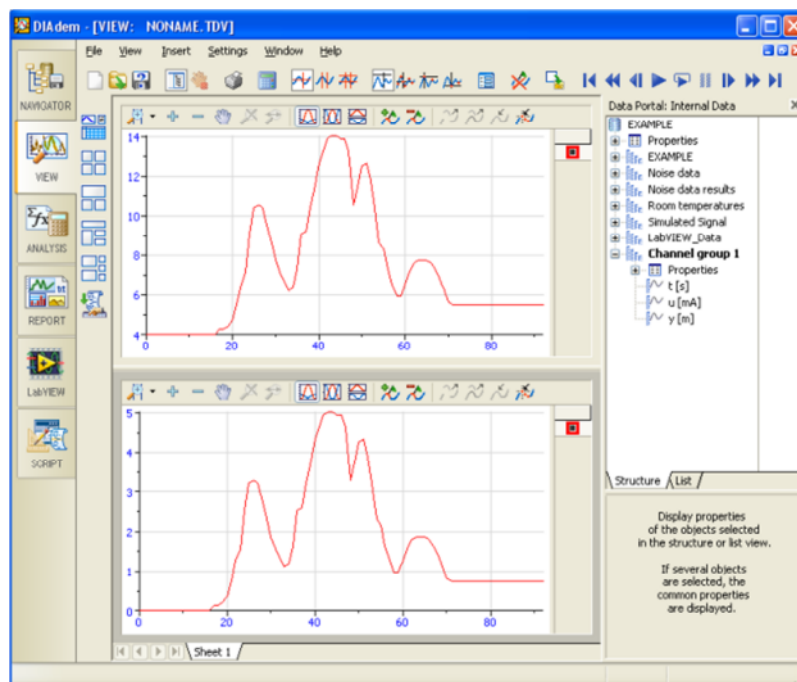 DIAdem - [VIEW: NONAME.TDV]
File View Insert Settings Window Help
NAVIGATOR
VIEW
ANALYSIS
REPORT
LabVIEW
SCRIPT
14
12
10
8
6
4
0 20 40 60 80
5
4
3
2
1
0
0 20 40 60 80
Sheet 1
Data Portal: Internal Data
EXAMPLE
Properties
EXAMPLE
Noise data
Noise data results
Room temperatures
Simulated Signal
LabVIEW_Data
Channel group 1
Properties
t [s]
u [mA]
y [m]
Structure List
Display properties
of the objects selected
in the structure or list view.
If several objects
are selected, the
common properties
are displayed.